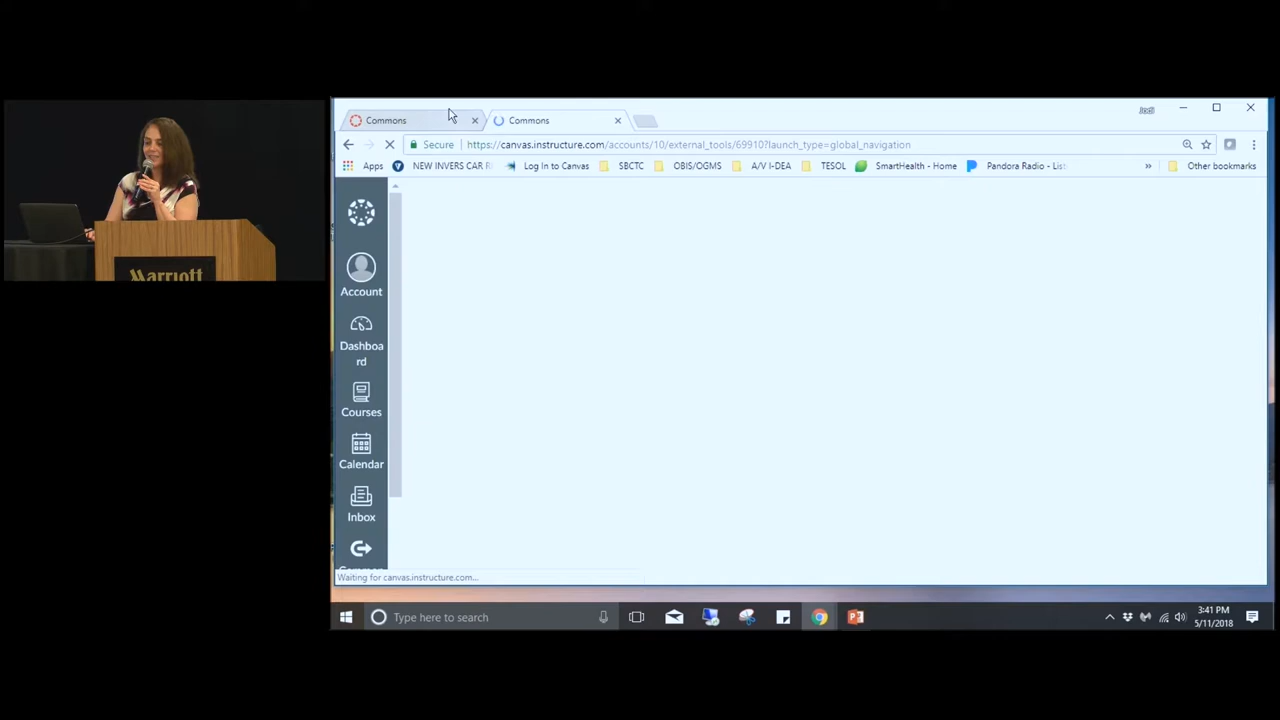 Marriott
Commons
Commons
Jodi
Secure
https://canvas.instructure.com/accounts/10/external_tools/69910?launch_type=global_navigation
Apps
NEW INVERS CAR R
Log In to Canvas
SBCTC
OBIS/OGMS
A/V I-DEA
TESOL
SmartHealth - Home
Pandora Radio - List
»
Other bookmarks
Account
Dashboa
rd
Courses
Calendar
Inbox
Waiting for canvas.instructure.com...
Type here to search
3:41 PM
5/11/2018